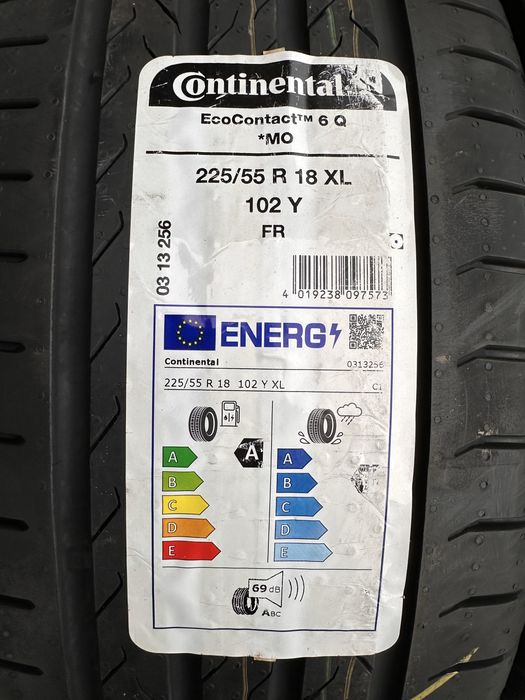 Continental
EcoContact™ 6 Q
*MO
225/55 R 18 XL
102 Y
FR
03 13 256
4 019238 097573
ENERG
Continental 0313256
225/55 R 18 102 Y XL C1
A A A
B B
C C
D D
E E
69 dB
ABC